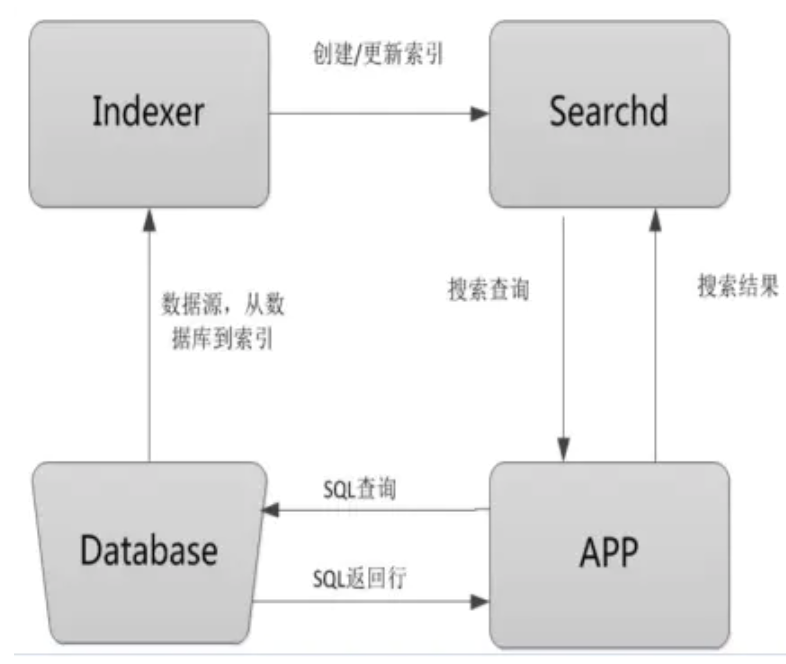 创建/更新索引
Indexer
Searchd
搜索查询
搜索结果
数据源，从数
据库到索引
SQL查询
Database
APP
SQL返回行